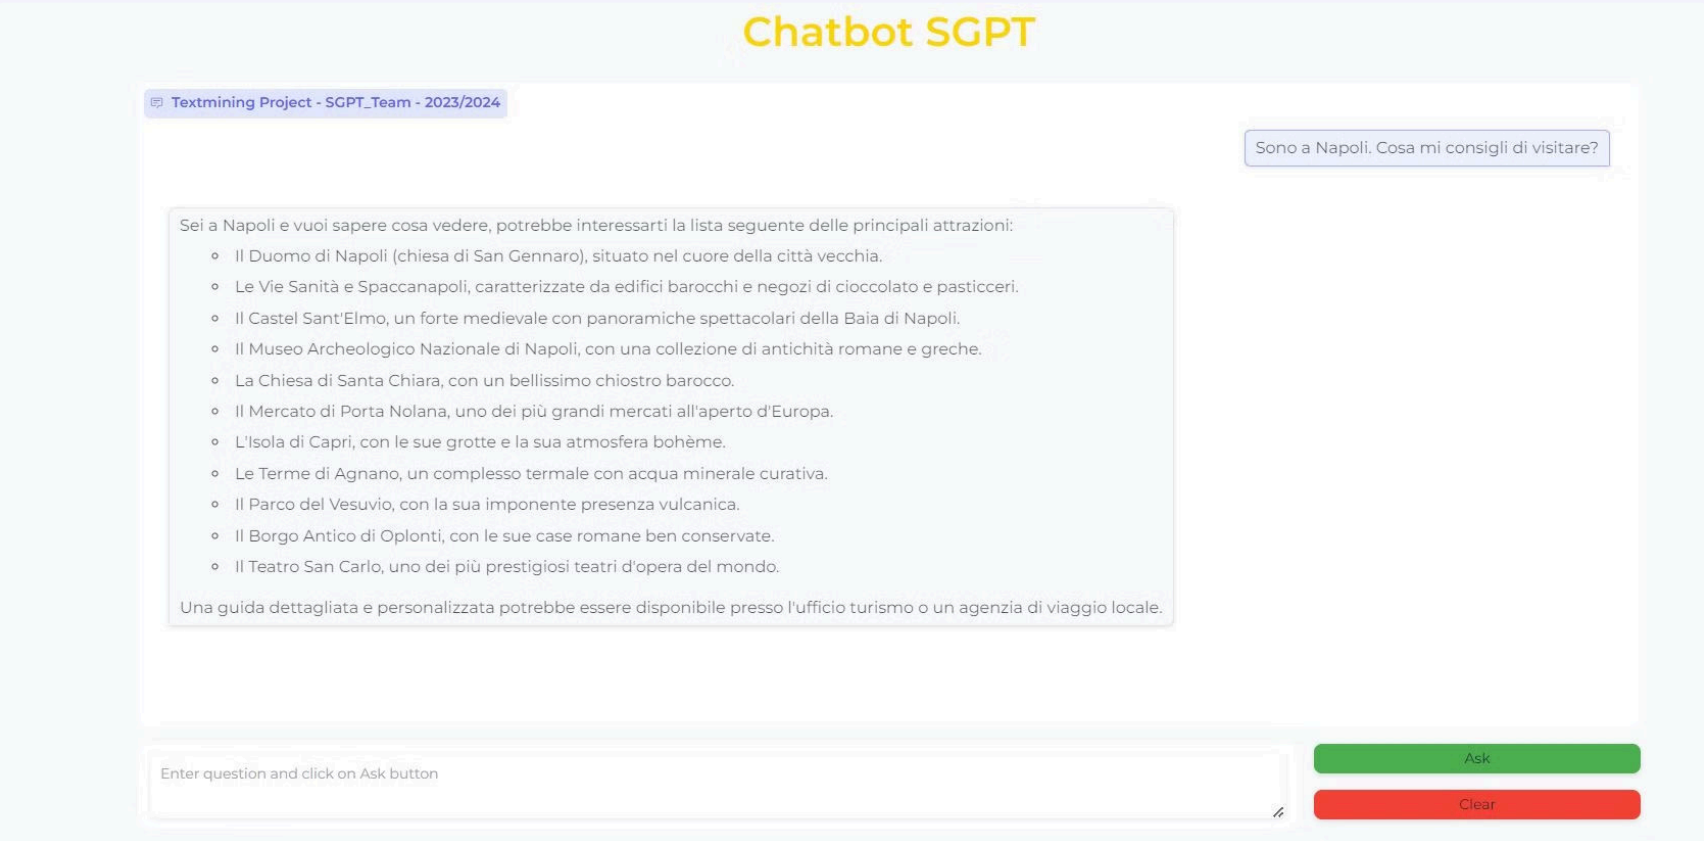 Chatbot SGPT
Textmining Project - SGPT_Team - 2023/2024
Sono a Napoli. Cosa mi consigli di visitare?
Sei a Napoli e vuoi sapere cosa vedere, potrebbe interessarti la lista seguente delle principali attrazioni:
Il Duomo di Napoli (chiesa di San Gennaro), situato nel cuore della città vecchia.
Le Vie Sanità e Spaccanapoli, caratterizzate da edifici barocchi e negozi di cioccolato e pasticceri.
Il Castel Sant'Elmo, un forte medievale con panoramiche spettacolari della Baia di Napoli.
Il Museo Archeologico Nazionale di Napoli, con una collezione di antichità romane e greche.
La Chiesa di Santa Chiara, con un bellissimo chiostro barocco.
Il Mercato di Porta Nolana, uno dei più grandi mercati all'aperto d'Europa.
L'Isola di Capri, con le sue grotte e la sua atmosfera bohème.
Le Terme di Agnano, un complesso termale con acqua minerale curativa.
Il Parco del Vesuvio, con la sua imponente presenza vulcanica.
Il Borgo Antico di Oplonti, con le sue case romane ben conservate.
Il Teatro San Carlo, uno dei più prestigiosi teatri d'opera del mondo.
Una guida dettagliata e personalizzata potrebbe essere disponibile presso l'ufficio turismo o un agenzia di viaggio locale.
Enter question and click on Ask button
Ask
Clear